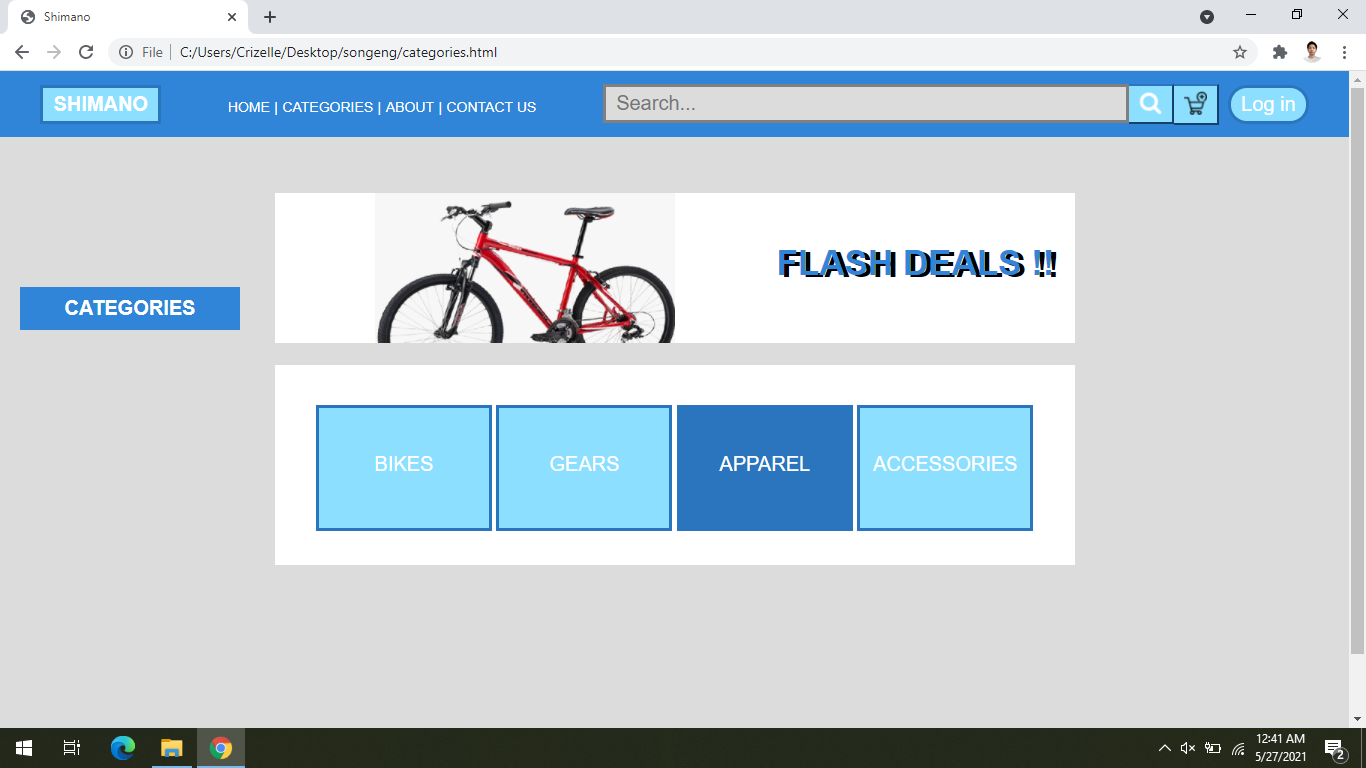 Shimano
File | C:/Users/Crizelle/Desktop/songeng/categories.html
SHIMANO
HOME | CATEGORIES | ABOUT | CONTACT US
Search...
Log in
FLASH DEALS !!
CATEGORIES
BIKES
GEARS
APPAREL
ACCESSORIES
12:41 AM
5/27/2021
2